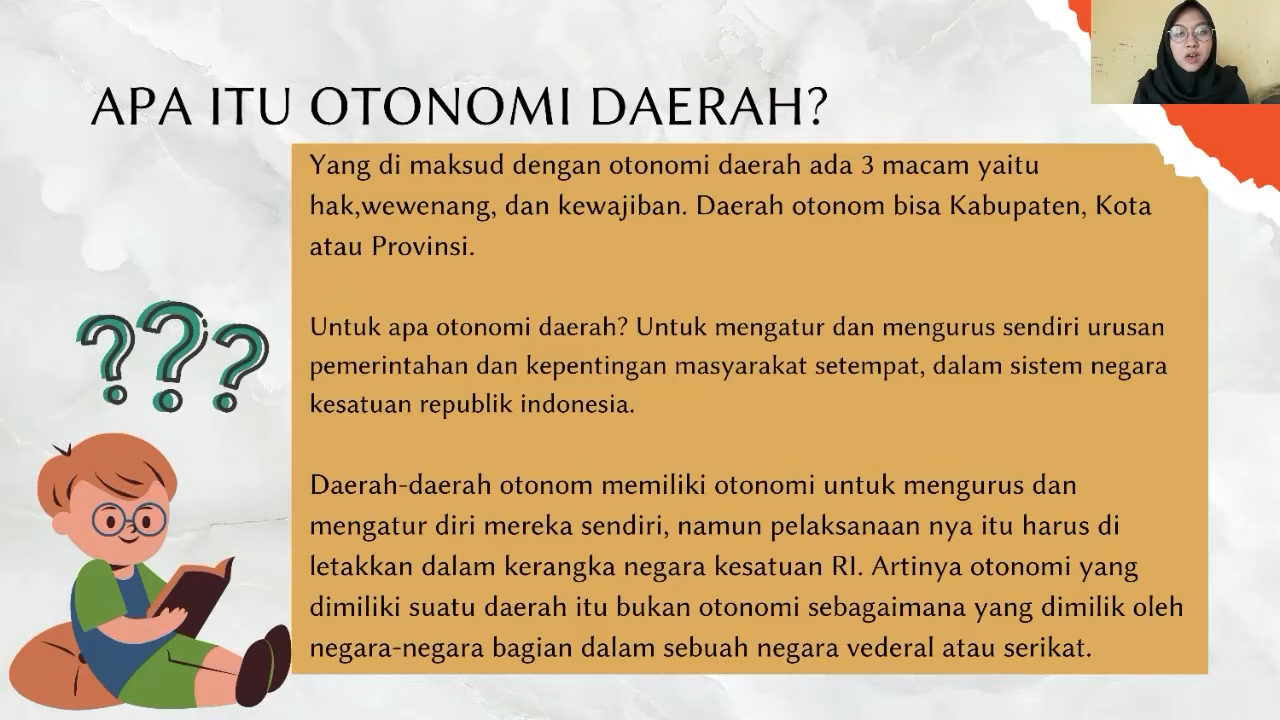 APA ITU OTONOMI DAERAH?
Yang di maksud dengan otonomi daerah ada 3 macam yaitu
hak,wewenang, dan kewajiban. Daerah otonom bisa Kabupaten, Kota
atau Provinsi.
Untuk apa otonomi daerah? Untuk mengatur dan mengurus sendiri urusan
pemerintahan dan kepentingan masyarakat setempat, dalam sistem negara
kesatuan republik indonesia.
Daerah-daerah otonom memiliki otonomi untuk mengurus dan
mengatur diri mereka sendiri, namun pelaksanaan nya itu harus di
letakkan dalam kerangka negara kesatuan RI. Artinya otonomi yang
dimiliki suatu daerah itu bukan otonomi sebagaimana yang dimilik oleh
negara-negara bagian dalam sebuah negara vederal atau serikat.
???